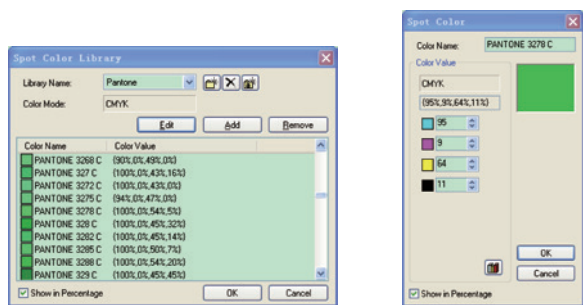 Spot Color Library
Library Name: Pantone
Color Mode: CMYK
Edit Add Remove
Color Name Color Value
PANTONE 3268 C (90%,0%,49%,0%)
PANTONE 327 C (100%,0%,43%,16%)
PANTONE 3272 C (100%,0%,43%,0%)
PANTONE 3275 C (94%,0%,47%,0%)
PANTONE 3278 C (100%,0%,54%,5%)
PANTONE 328 C (100%,0%,45%,32%)
PANTONE 3282 C (100%,0%,45%,14%)
PANTONE 3285 C (100%,0%,50%,7%)
PANTONE 3288 C (100%,0%,54%,20%)
PANTONE 329 C (100%,0%,45%,45%)
Show in Percentage OK Cancel
Spot Color
Color Name: PANTONE 3278 C
Color Value
CMYK
(95%,9%,64%,11%)
95
9
64
11
OK
Cancel
Show in Percentage